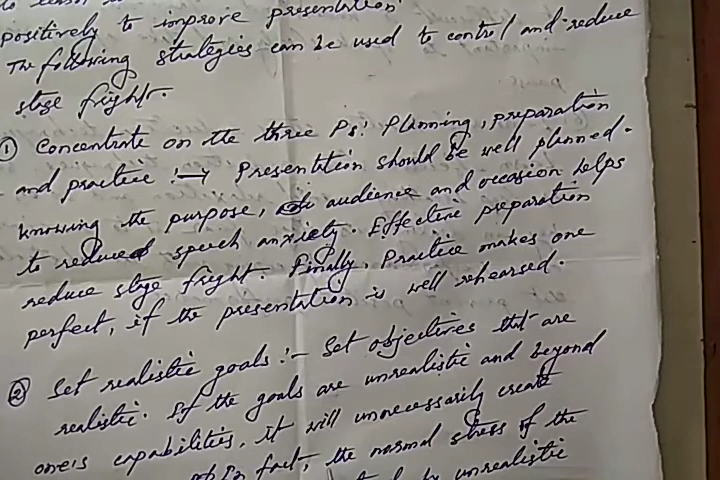 positively to improve presentation
The following strategies can be used to control and reduce
stage fright.
① Concentrate on the three Ps: Planning, preparation
and practice :→ Presentation should be well planned.
knowing the purpose, audience and occasion helps
to reduced speech anxiety. Effective preparation
reduce stage fright. Finally, Practice makes one
perfect, if the presentation is well rehearsed.
② Set realistic goals :- Set objectives that are
realistic. If the goals are unrealistic and beyond
one's capabilities, it will unnecessarily create
In fact, the normal stress of the
by unrealistic